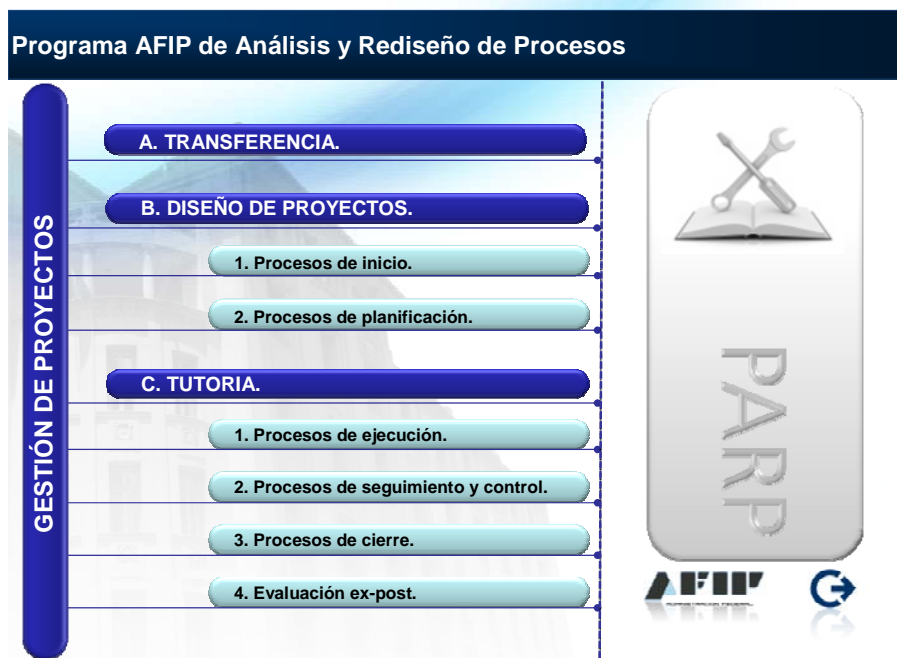 Programa AFIP de Análisis y Rediseño de Procesos
GESTIÓN DE PROYECTOS
A. TRANSFERENCIA.
B. DISEÑO DE PROYECTOS.
1. Procesos de inicio.
2. Procesos de planificación.
C. TUTORIA.
1. Procesos de ejecución.
2. Procesos de seguimiento y control.
3. Procesos de cierre.
4. Evaluación ex-post.
PARP
AFIP
ADMINISTRACION FEDERAL